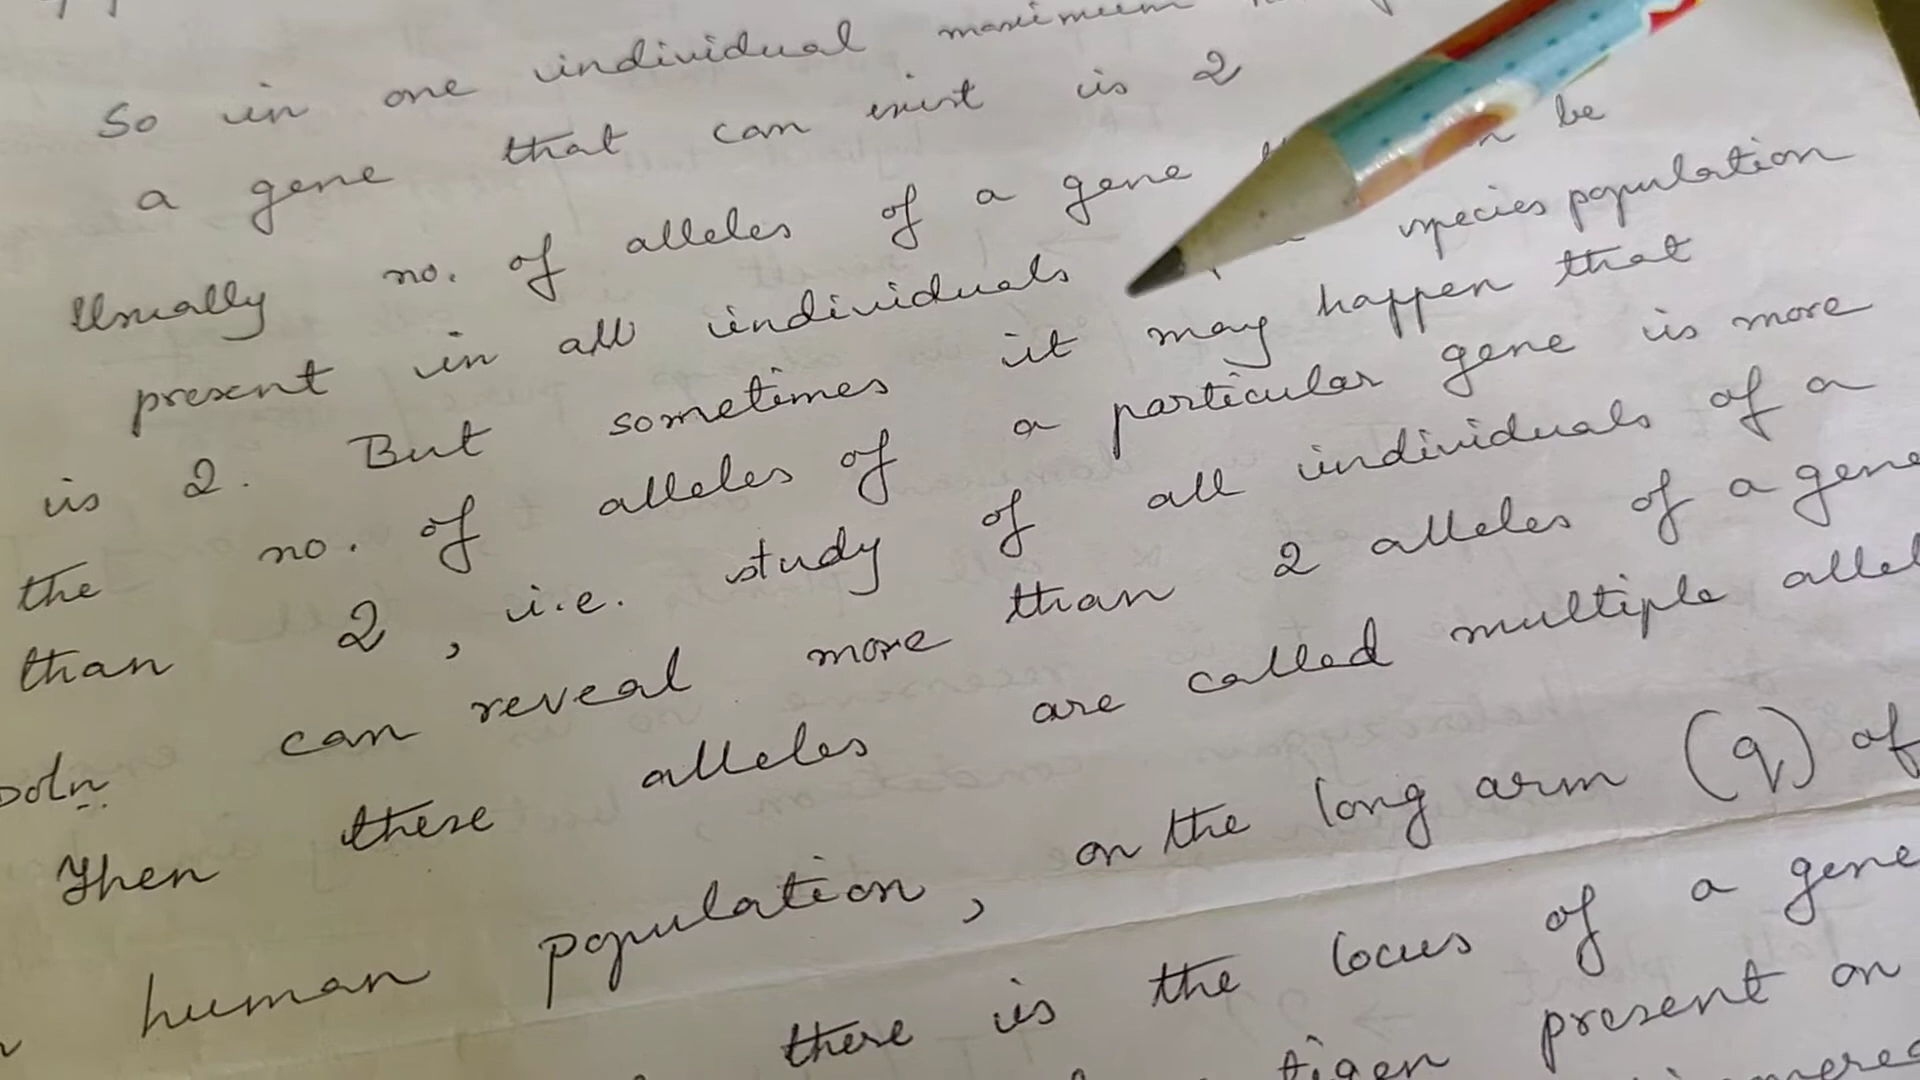 So in one individual maximum
a gene that can exist is 2
Usually no. of alleles of a gene be
present in all individuals species population
is 2. But sometimes it may happen that
the no. of alleles of a particular gene is more
than 2, i.e. study of all individuals of a
poln can reveal more than 2 alleles of a gene
Then these alleles are called multiple allel
human population, on the long arm (q) of
there is the locus of a gene
tigen present on